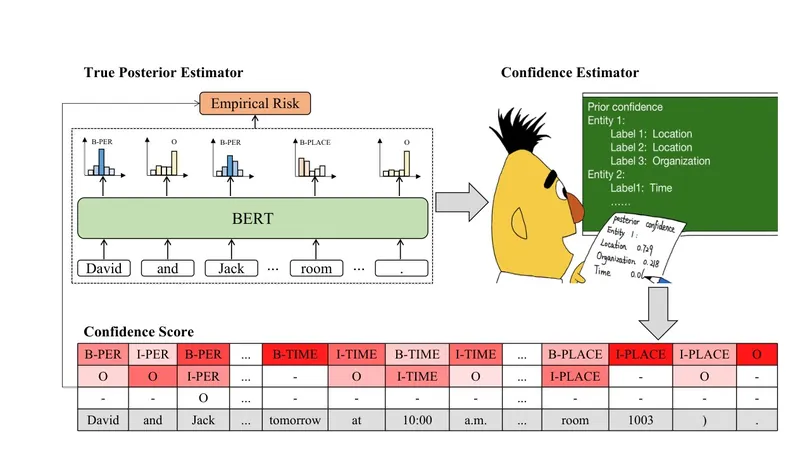 True Posterior Estimator
Confidence Estimator
Empirical Risk
B-PER O B-PER B-PLACE O
BERT
David and Jack ... room ... .
Prior confidence
Entity 1:
Label 1: Location
Label 2: Location
Label 3: Organization
Entity 2:
Label1: Time
......
posterior confidence
Entity 1:
Location 0.729
Organization 0.218
Time
Confidence Score
B-PER I-PER B-PER ... B-TIME I-TIME B-TIME I-TIME ... B-PLACE I-PLACE I-PLACE O
O O I-PER ... - O I-TIME O ... I-PLACE - O -
- - O ... - - - - ... - - - -
David and Jack ... tomorrow at 10:00 a.m. ... room 1003 ) .